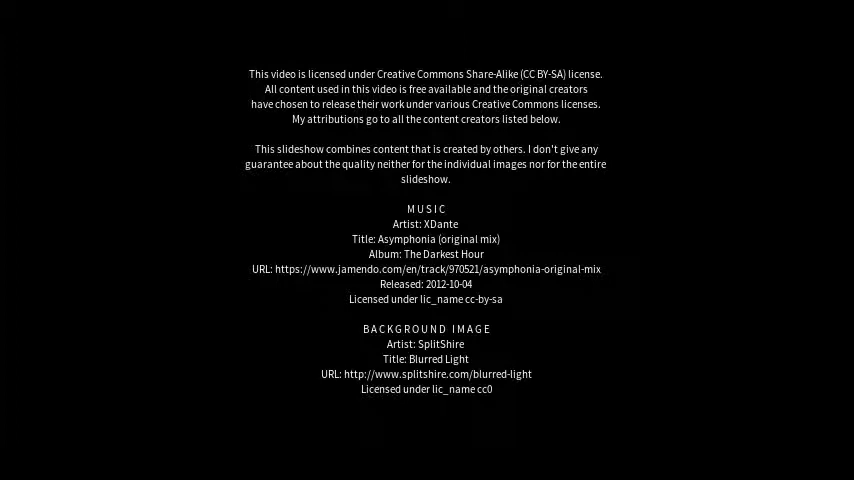 This video is licensed under Creative Commons Share-Alike (CC BY-SA) license.
All content used in this video is free available and the original creators
have chosen to release their work under various Creative Commons licenses.
My attributions go to all the content creators listed below.
This slideshow combines content that is created by others. I don't give any
guarantee about the quality neither for the individual images nor for the entire
slideshow.
M U S I C
Artist: XDante
Title: Asymphonia (original mix)
Album: The Darkest Hour
URL: https://www.jamendo.com/en/track/970521/asymphonia-original-mix
Released: 2012-10-04
Licensed under lic_name cc-by-sa
B A C K G R O U N D   I M A G E
Artist: SplitShire
Title: Blurred Light
URL: http://www.splitshire.com/blurred-light
Licensed under lic_name cc0